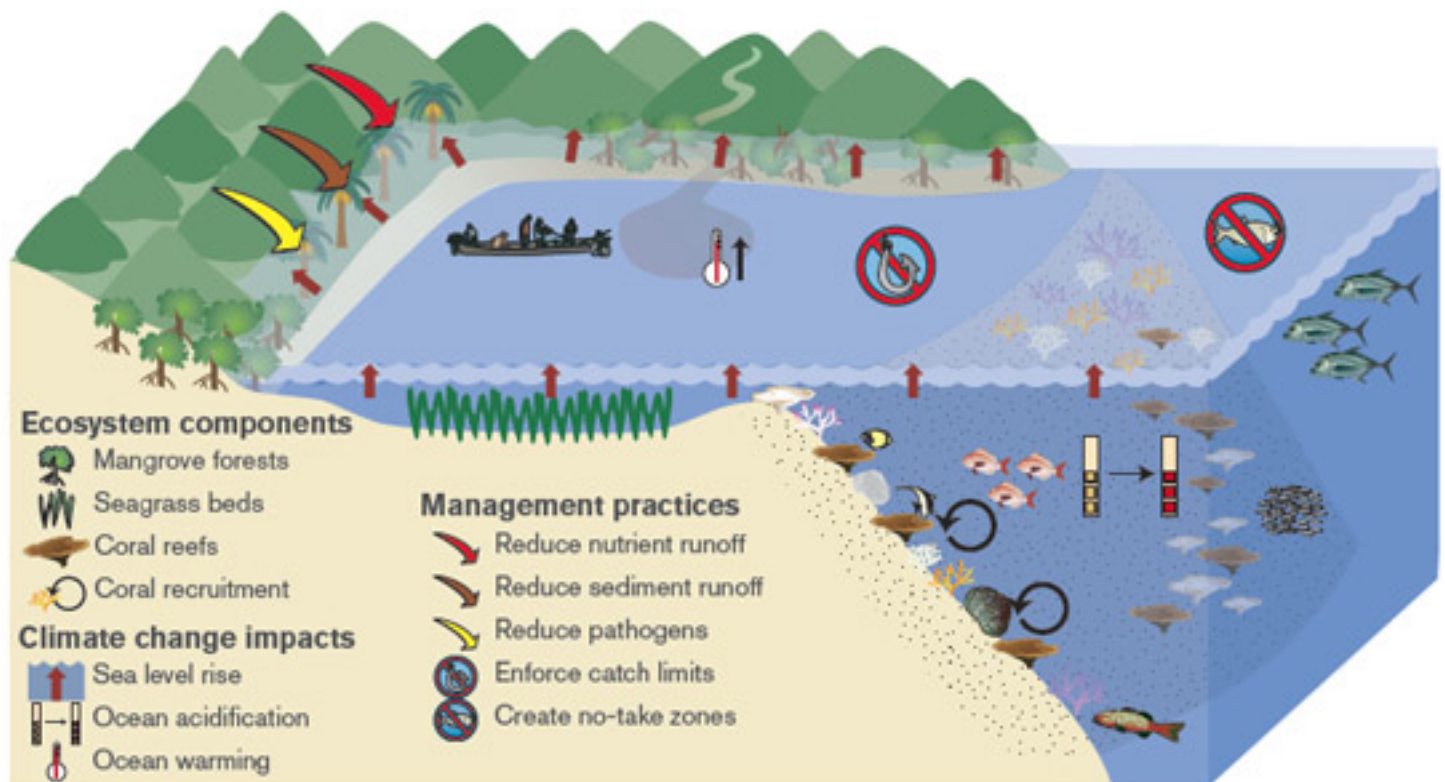 Ecosystem components
Mangrove forests
Seagrass beds
Coral reefs
Coral recruitment
Climate change impacts
Sea level rise
Ocean acidification
Ocean warming
Management practices
Reduce nutrient runoff
Reduce sediment runoff
Reduce pathogens
Enforce catch limits
Create no-take zones